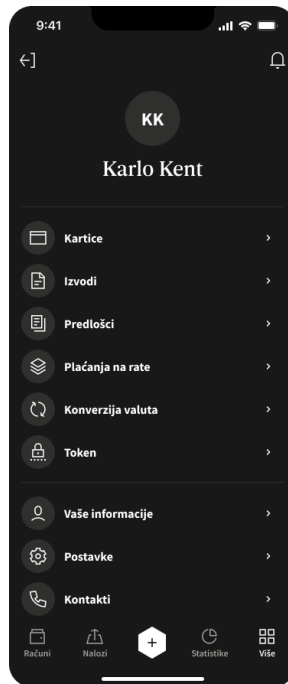 9:41
KK
Karlo Kent
Kartice
Izvodi
Predlošci
Plaćanja na rate
Konverzija valuta
Token
Vaše informacije
Postavke
Kontakti
Računi Nalozi Statistike Više